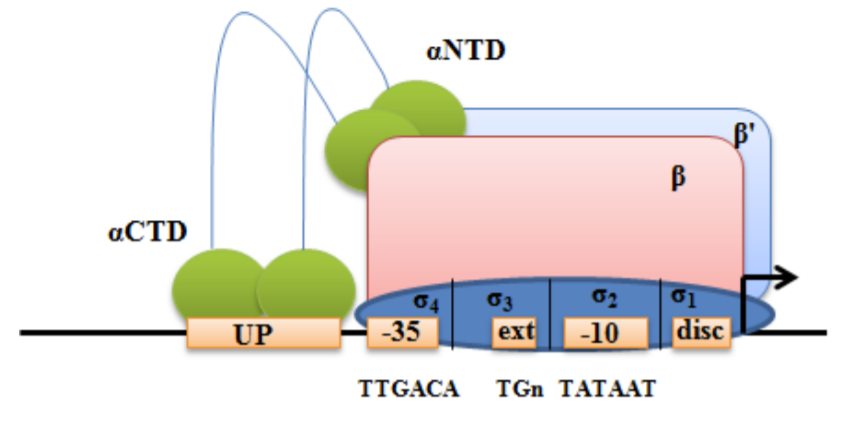 αNTD
β'
β
αCTD
σ4 σ3 σ2 σ1
UP -35 ext -10 disc
TTGACA TGn TATAAT